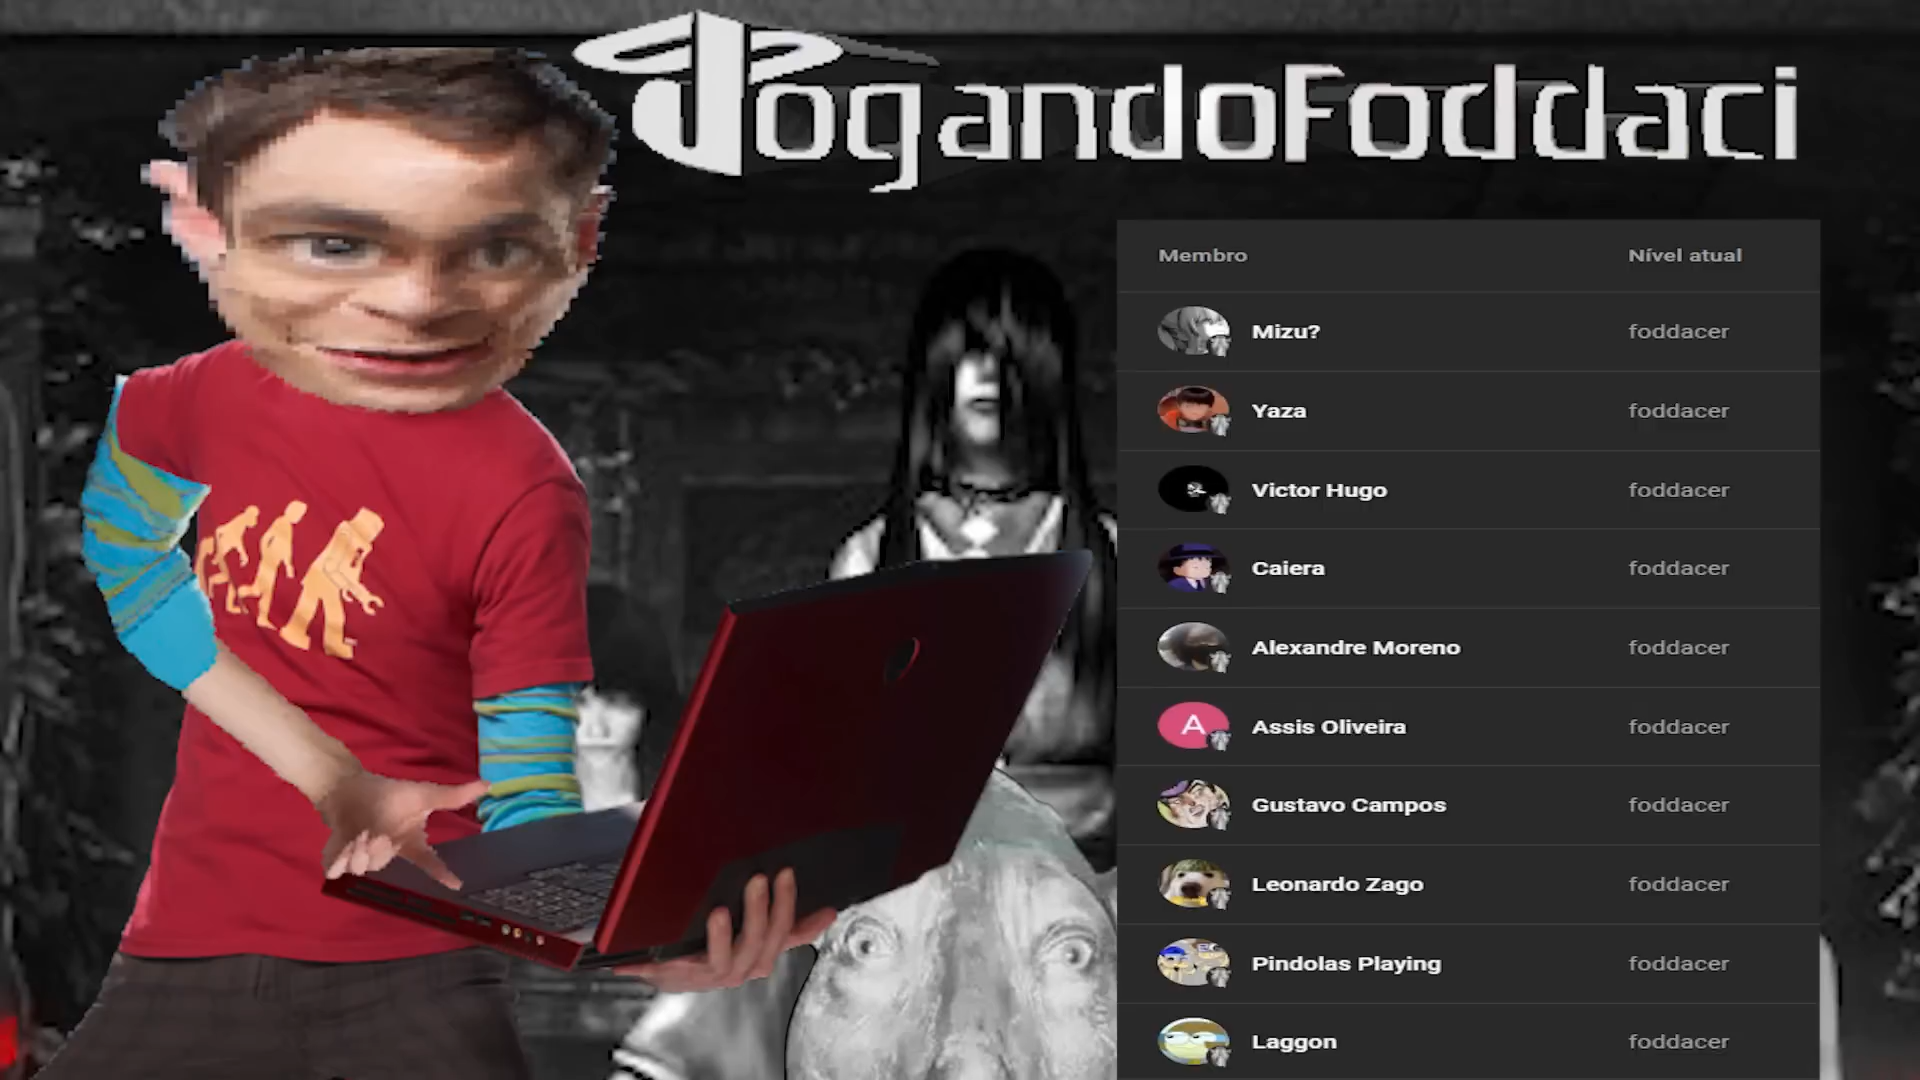 JogandoFoddaci
Membro Nível atual
Mizu? foddacer
Yaza foddacer
Victor Hugo foddacer
Caiera foddacer
Alexandre Moreno foddacer
A Assis Oliveira foddacer
Gustavo Campos foddacer
Leonardo Zago foddacer
Pindolas Playing foddacer
Laggon foddacer